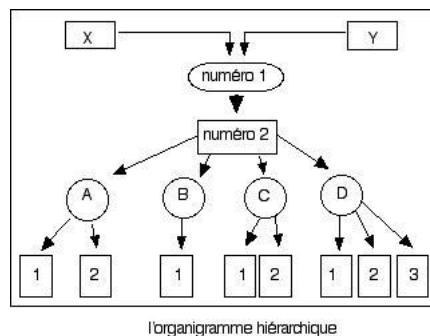 X Y
numéro 1
numéro 2
A B C D
1 2 1 1 2 1 2 3
l'organigramme hiérarchique